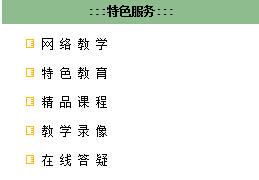 :::特色服务:::
网 络 教 学
特 色 教 育
精 品 课 程
教 学 录 像
在 线 答 疑